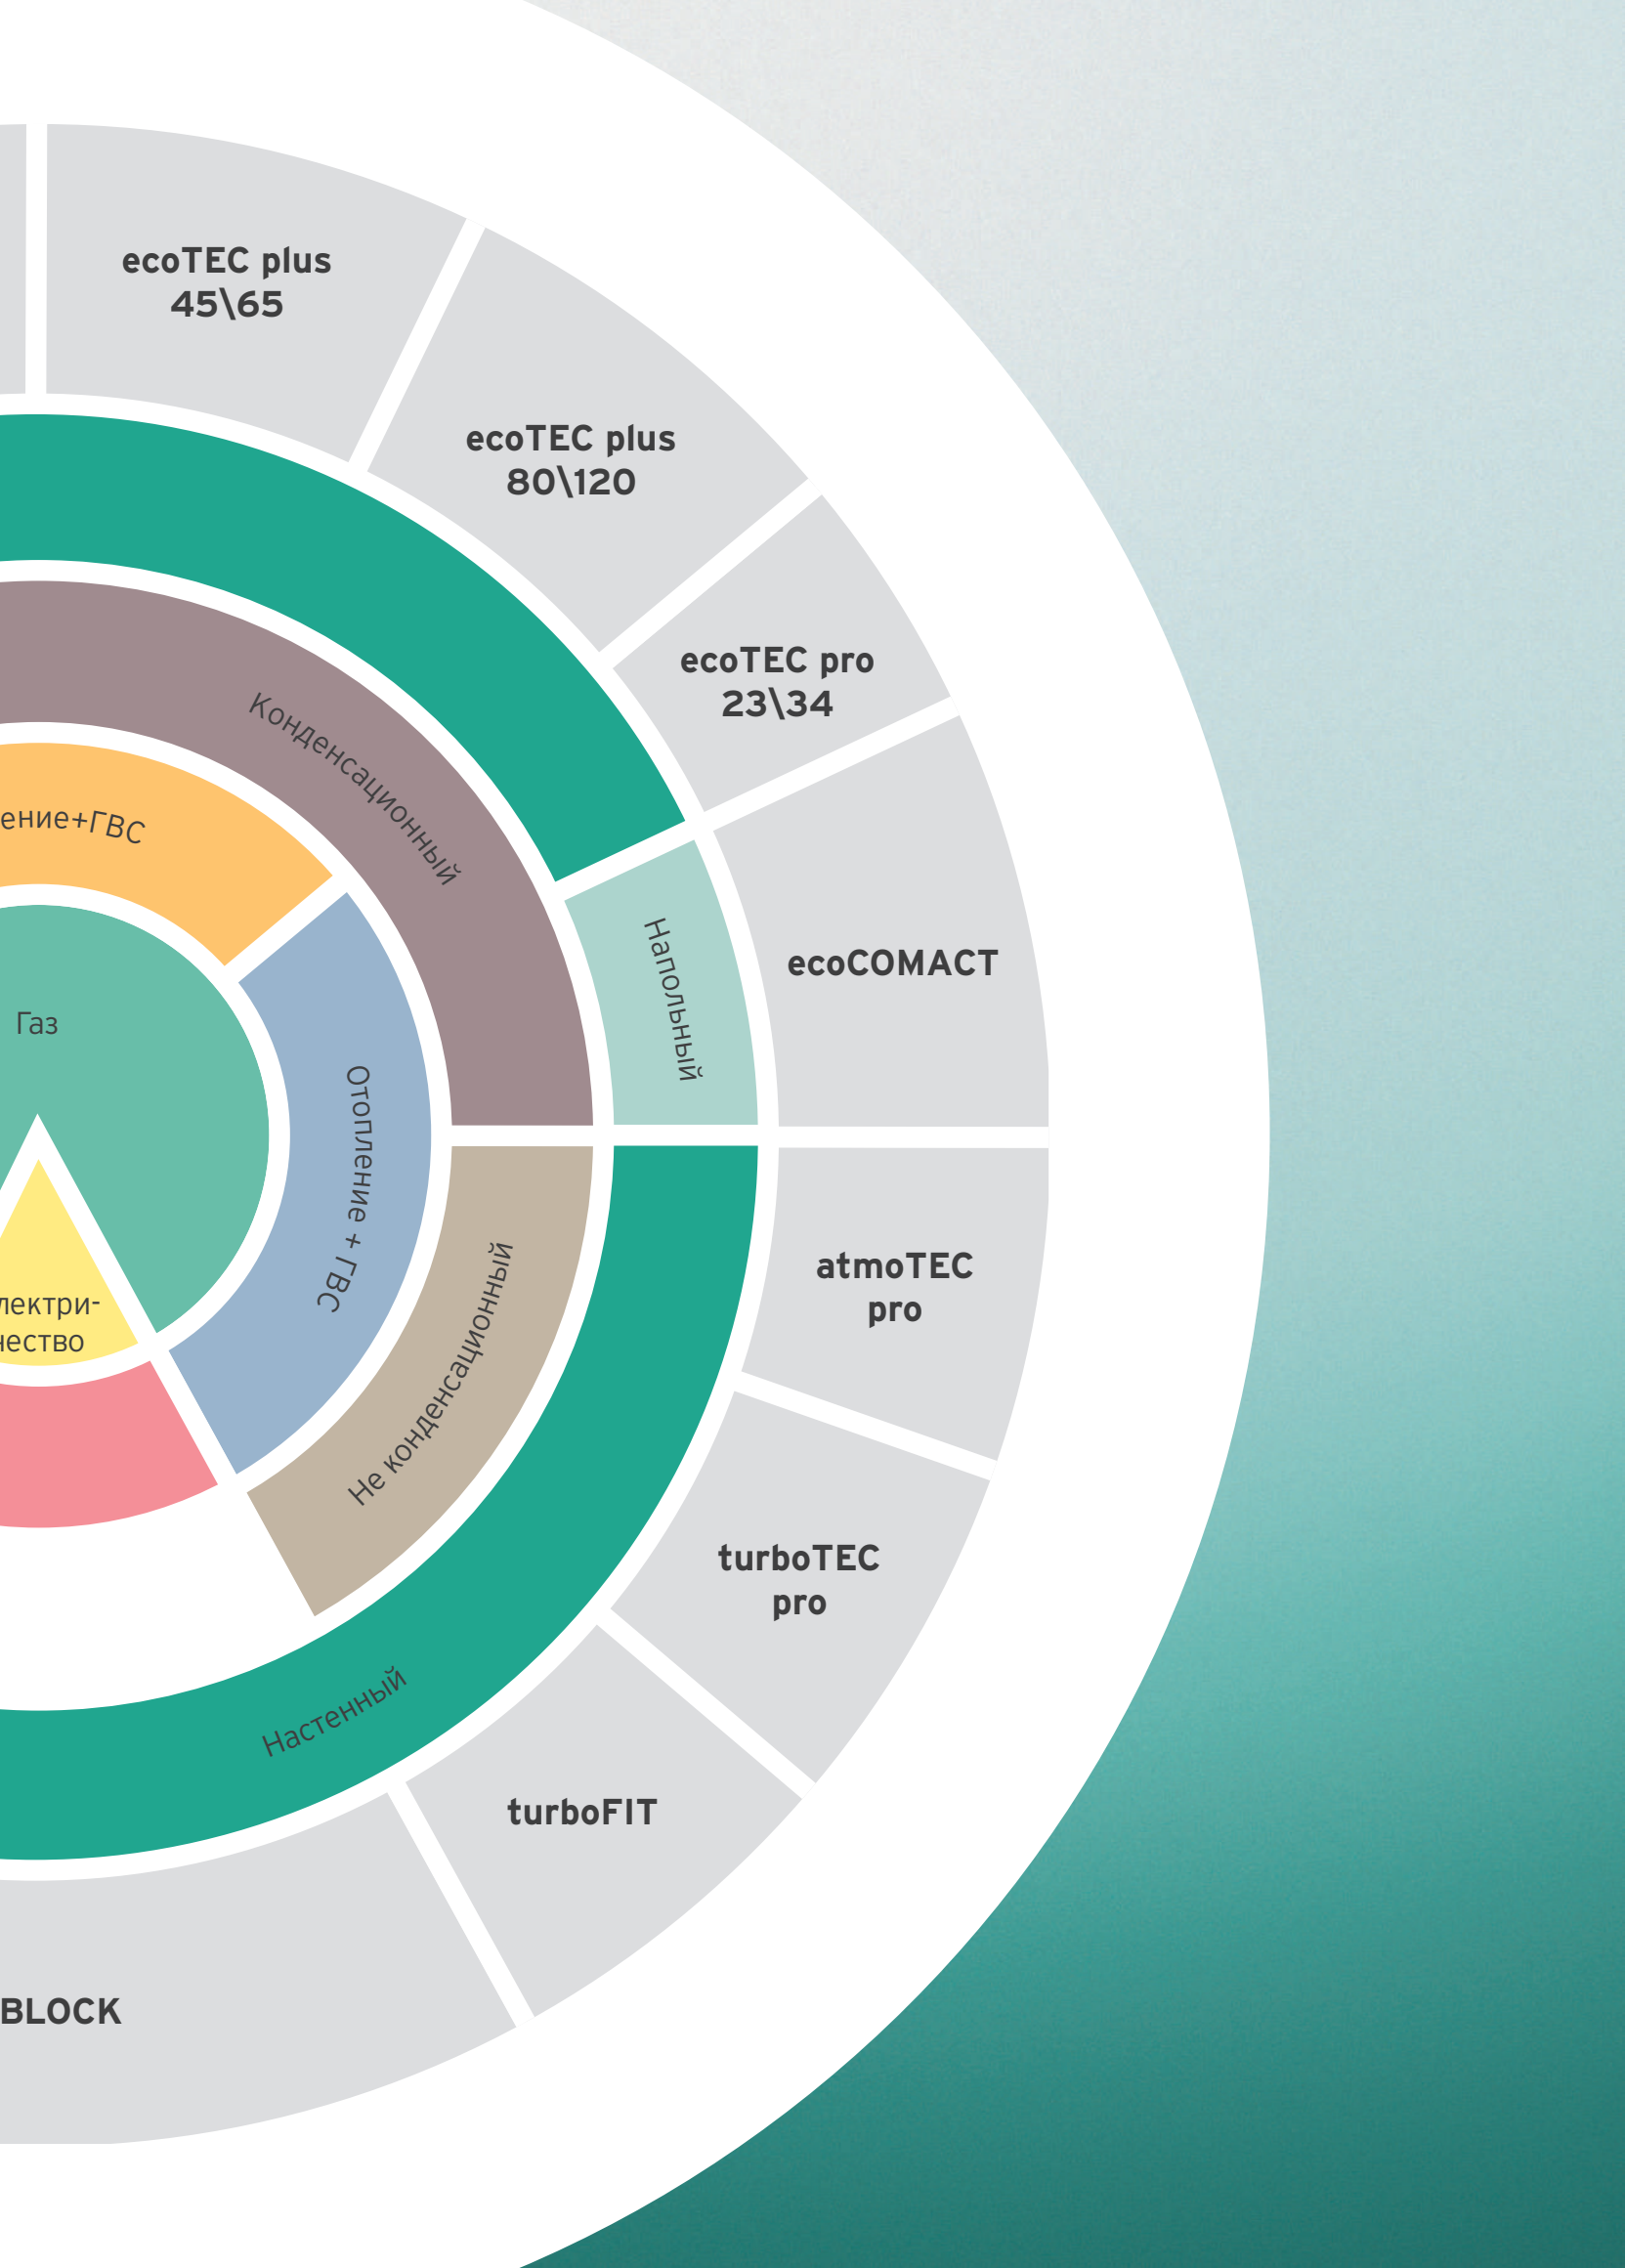 ecoTEC plus
45\65
ecoTEC plus
80\120
ecoTEC pro
23\34
Конденсационный
ение+ГВС
Напольный
ecoCOMACT
Газ
Отопление + ГВС
лектри-
чество
Не конденсационный
atmoTEC
pro
turboTEC
pro
Настенный
turboFIT
BLOCK